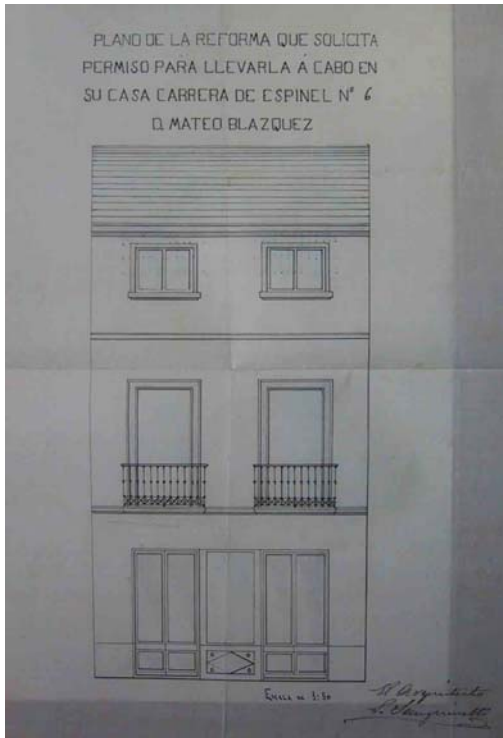 PLANO DE LA REFORMA QUE SOLICITA
PERMISO PARA LLEVARLA Á CABO EN
SU CASA CARRERA DE ESPINEL Nº 6
D. MATEO BLAZQUEZ
Escala de 1:50
El Arquitecto
S. Sanguinetti